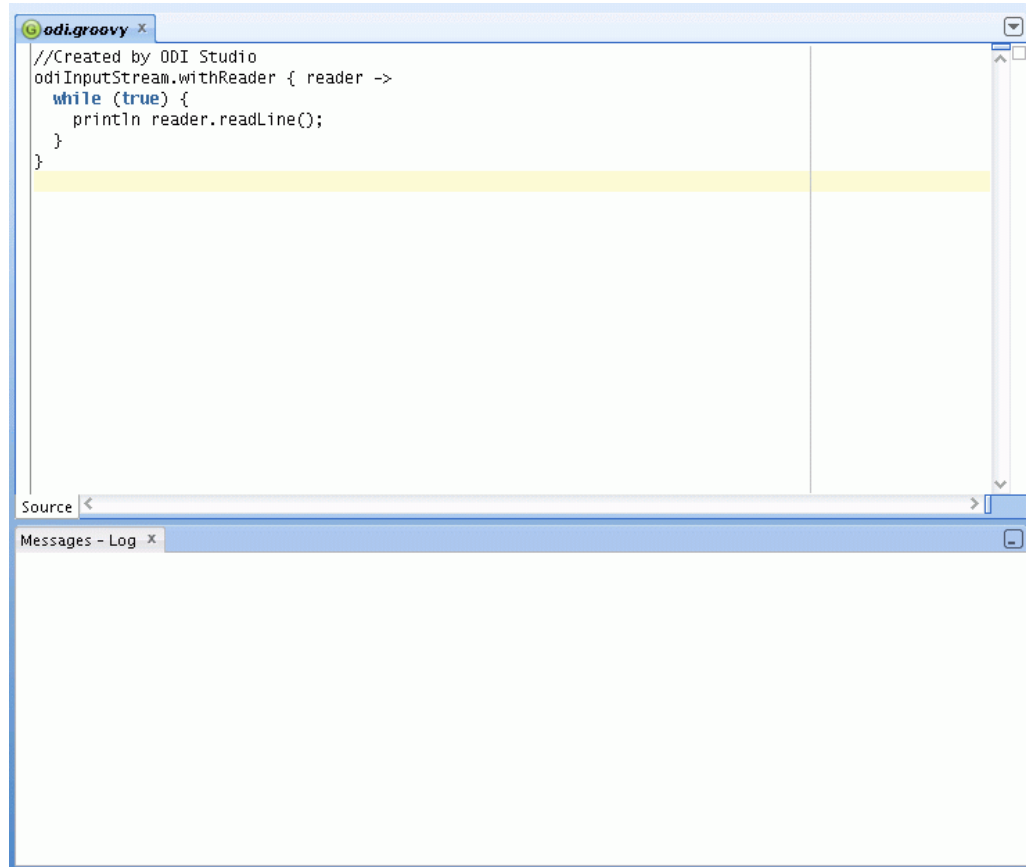 odi.groovy
//Created by ODI Studio
odiInputStream.withReader { reader ->
  while (true) {
    println reader.readLine();
  }
}
Source
Messages - Log